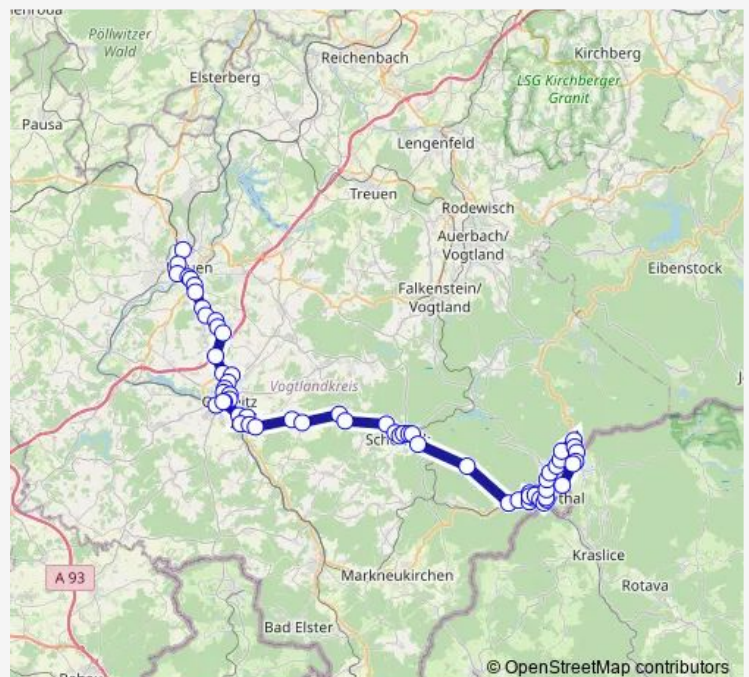 Pöllwitzer
Wald
Kirchberg
Reichenbach
Elsterberg
LSG Kirchberger
Granit
Pausa
Lengenfeld
Treuen
Rodewisch
Auerbach/
Vogtland
Eibenstock
Falkenstein/
Vogtland
Vogtlandkreis
Kraslice
A 93
Markneukirchen
Rotava
Bad Elster
© OpenStreetMap contributors